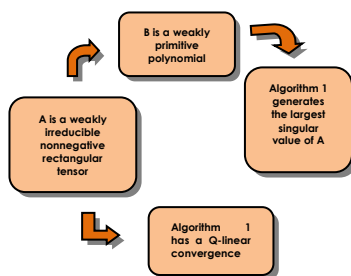 B is a weakly
primitive
polynomial
Algorithm 1
generates
the largest
singular
value of A
A is a weakly
irreducible
nonnegative
rectangular
tensor
Algorithm 1
has a Q-linear
convergence